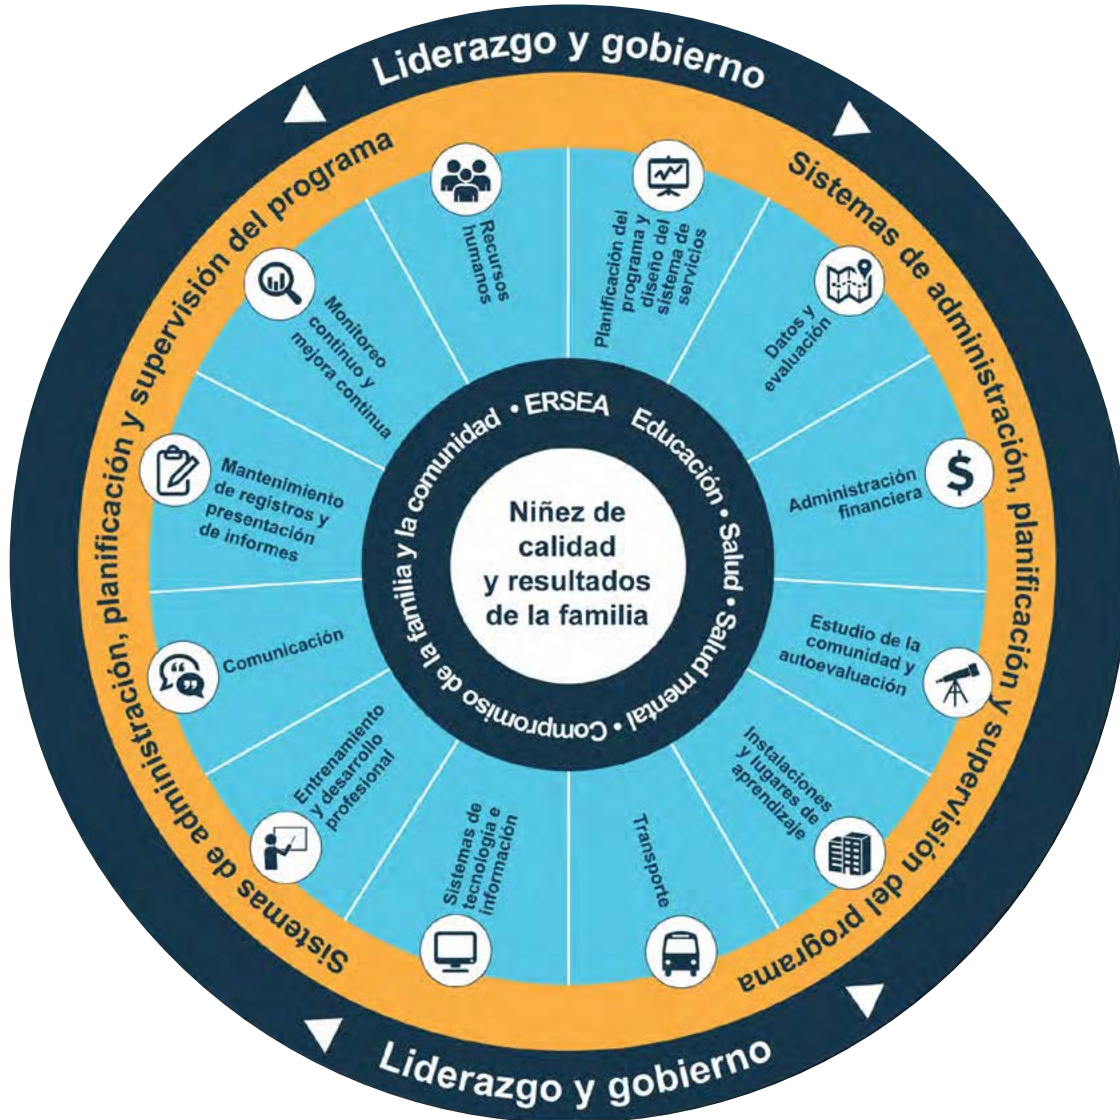 Liderazgo y gobierno
Sistemas de administración, planificación y supervisión del programa
Planificación del
programa y
diseño del
sistema de
servicios
Datos y
evaluación
Administración
financiera
$
Estudio de la
comunidad y
autoevaluación
Instalaciones
y lugares de
aprendizaje
Transporte
Sistemas de
tecnología e
información
Entrenamiento
y desarrollo
profesional
Comunicación
Mantenimiento
de registros y
presentación
de informes
Monitoreo
continuo y
mejora continua
Recursos
humanos
Sistemas de administración, planificación y supervisión del programa
Educación • Salud • Salud mental • Compromiso de la familia y la comunidad • ERSEA
Niñez de
calidad
y resultados
de la familia
Liderazgo y gobierno